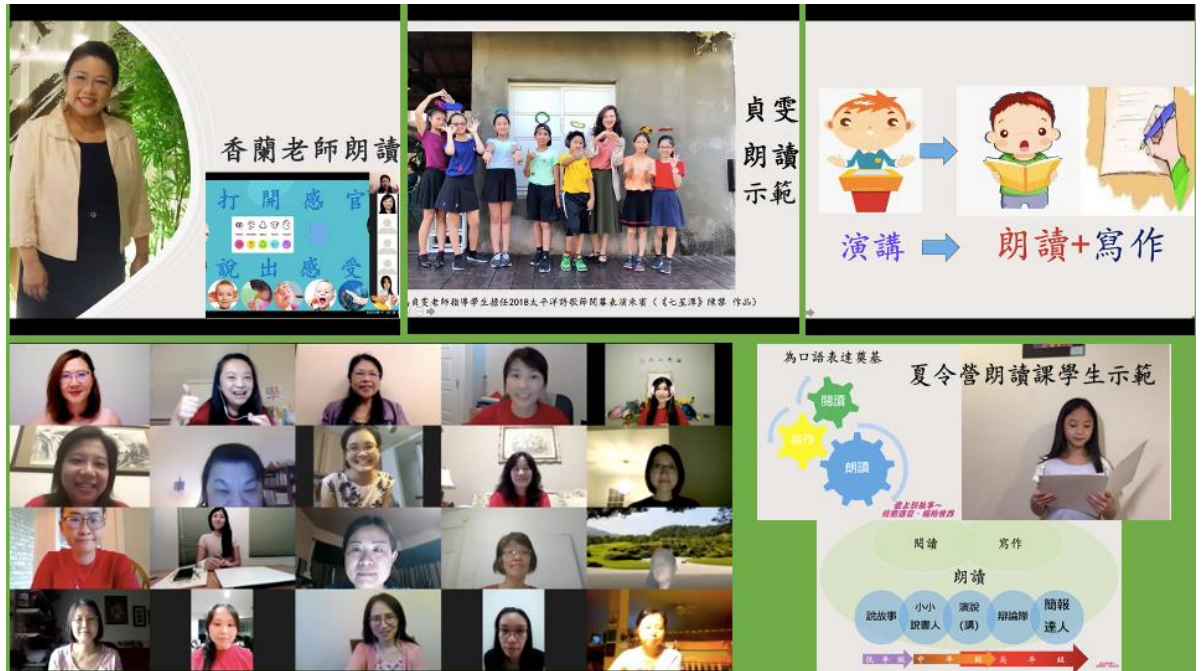 香蘭老師朗讀
打開感官
說出感受
貞雯
朗讀
示範
貞雯老師指導學生擔任2018太平洋詩歌節開幕表演來賓 (《七星潭》陳黎 作品)
演講
朗讀+寫作
為口語表達奠基
閱讀
寫作
朗讀
夏令營朗讀課學生示範
閱讀
寫作
朗讀
說故事
小小
說書人
演說
(講)
辯論隊
簡報
達人
低年級 中年級 高年級